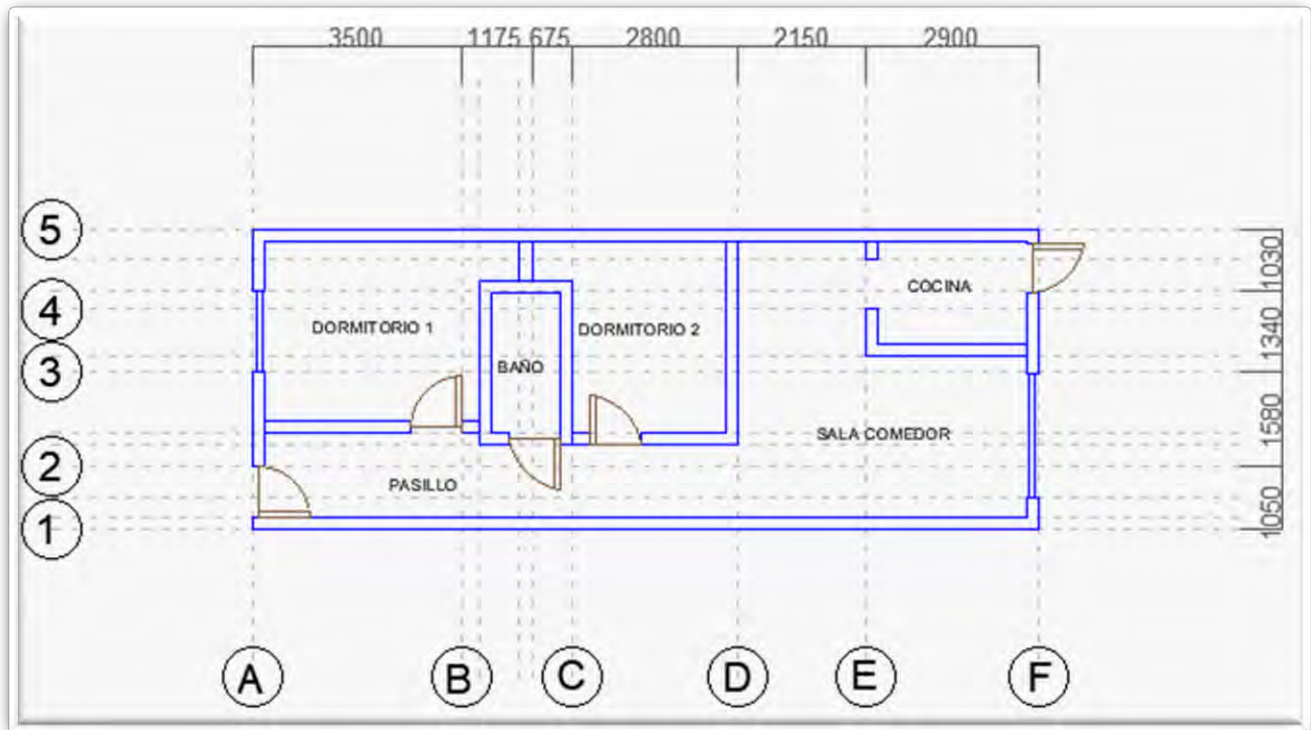 3500 1175 675 2800 2150 2900
5
1030
COCINA
4
DORMITORIO 1 DORMITORIO 2
1340
BAÑO
3
SALA COMEDOR
1580
2
PASILLO
1050
1
A B C D E F